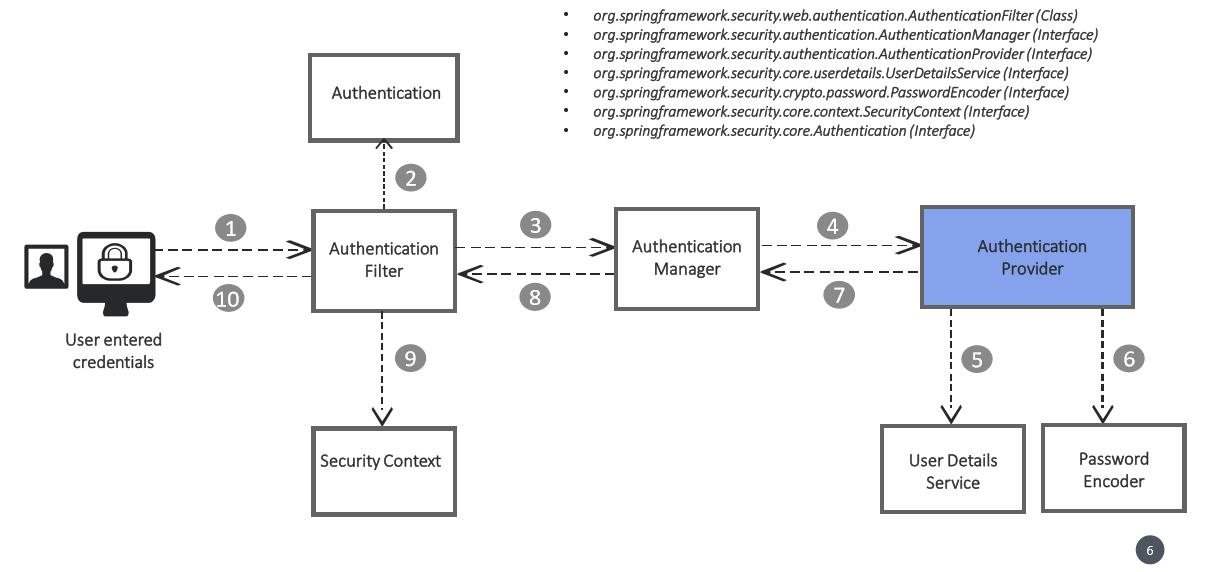 • org.springframework.security.web.authentication.AuthenticationFilter (Class)
• org.springframework.security.authentication.AuthenticationManager (Interface)
• org.springframework.security.authentication.AuthenticationProvider (Interface)
• org.springframework.security.core.userdetails.UserDetailsService (Interface)
• org.springframework.security.crypto.password.PasswordEncoder (Interface)
• org.springframework.security.core.context.SecurityContext (Interface)
• org.springframework.security.core.Authentication (Interface)
Authentication
2
1
3
4
Authentication
Filter
Authentication
Manager
Authentication
Provider
10
8
7
User entered
credentials
9
5
6
Security Context
User Details
Service
Password
Encoder
6